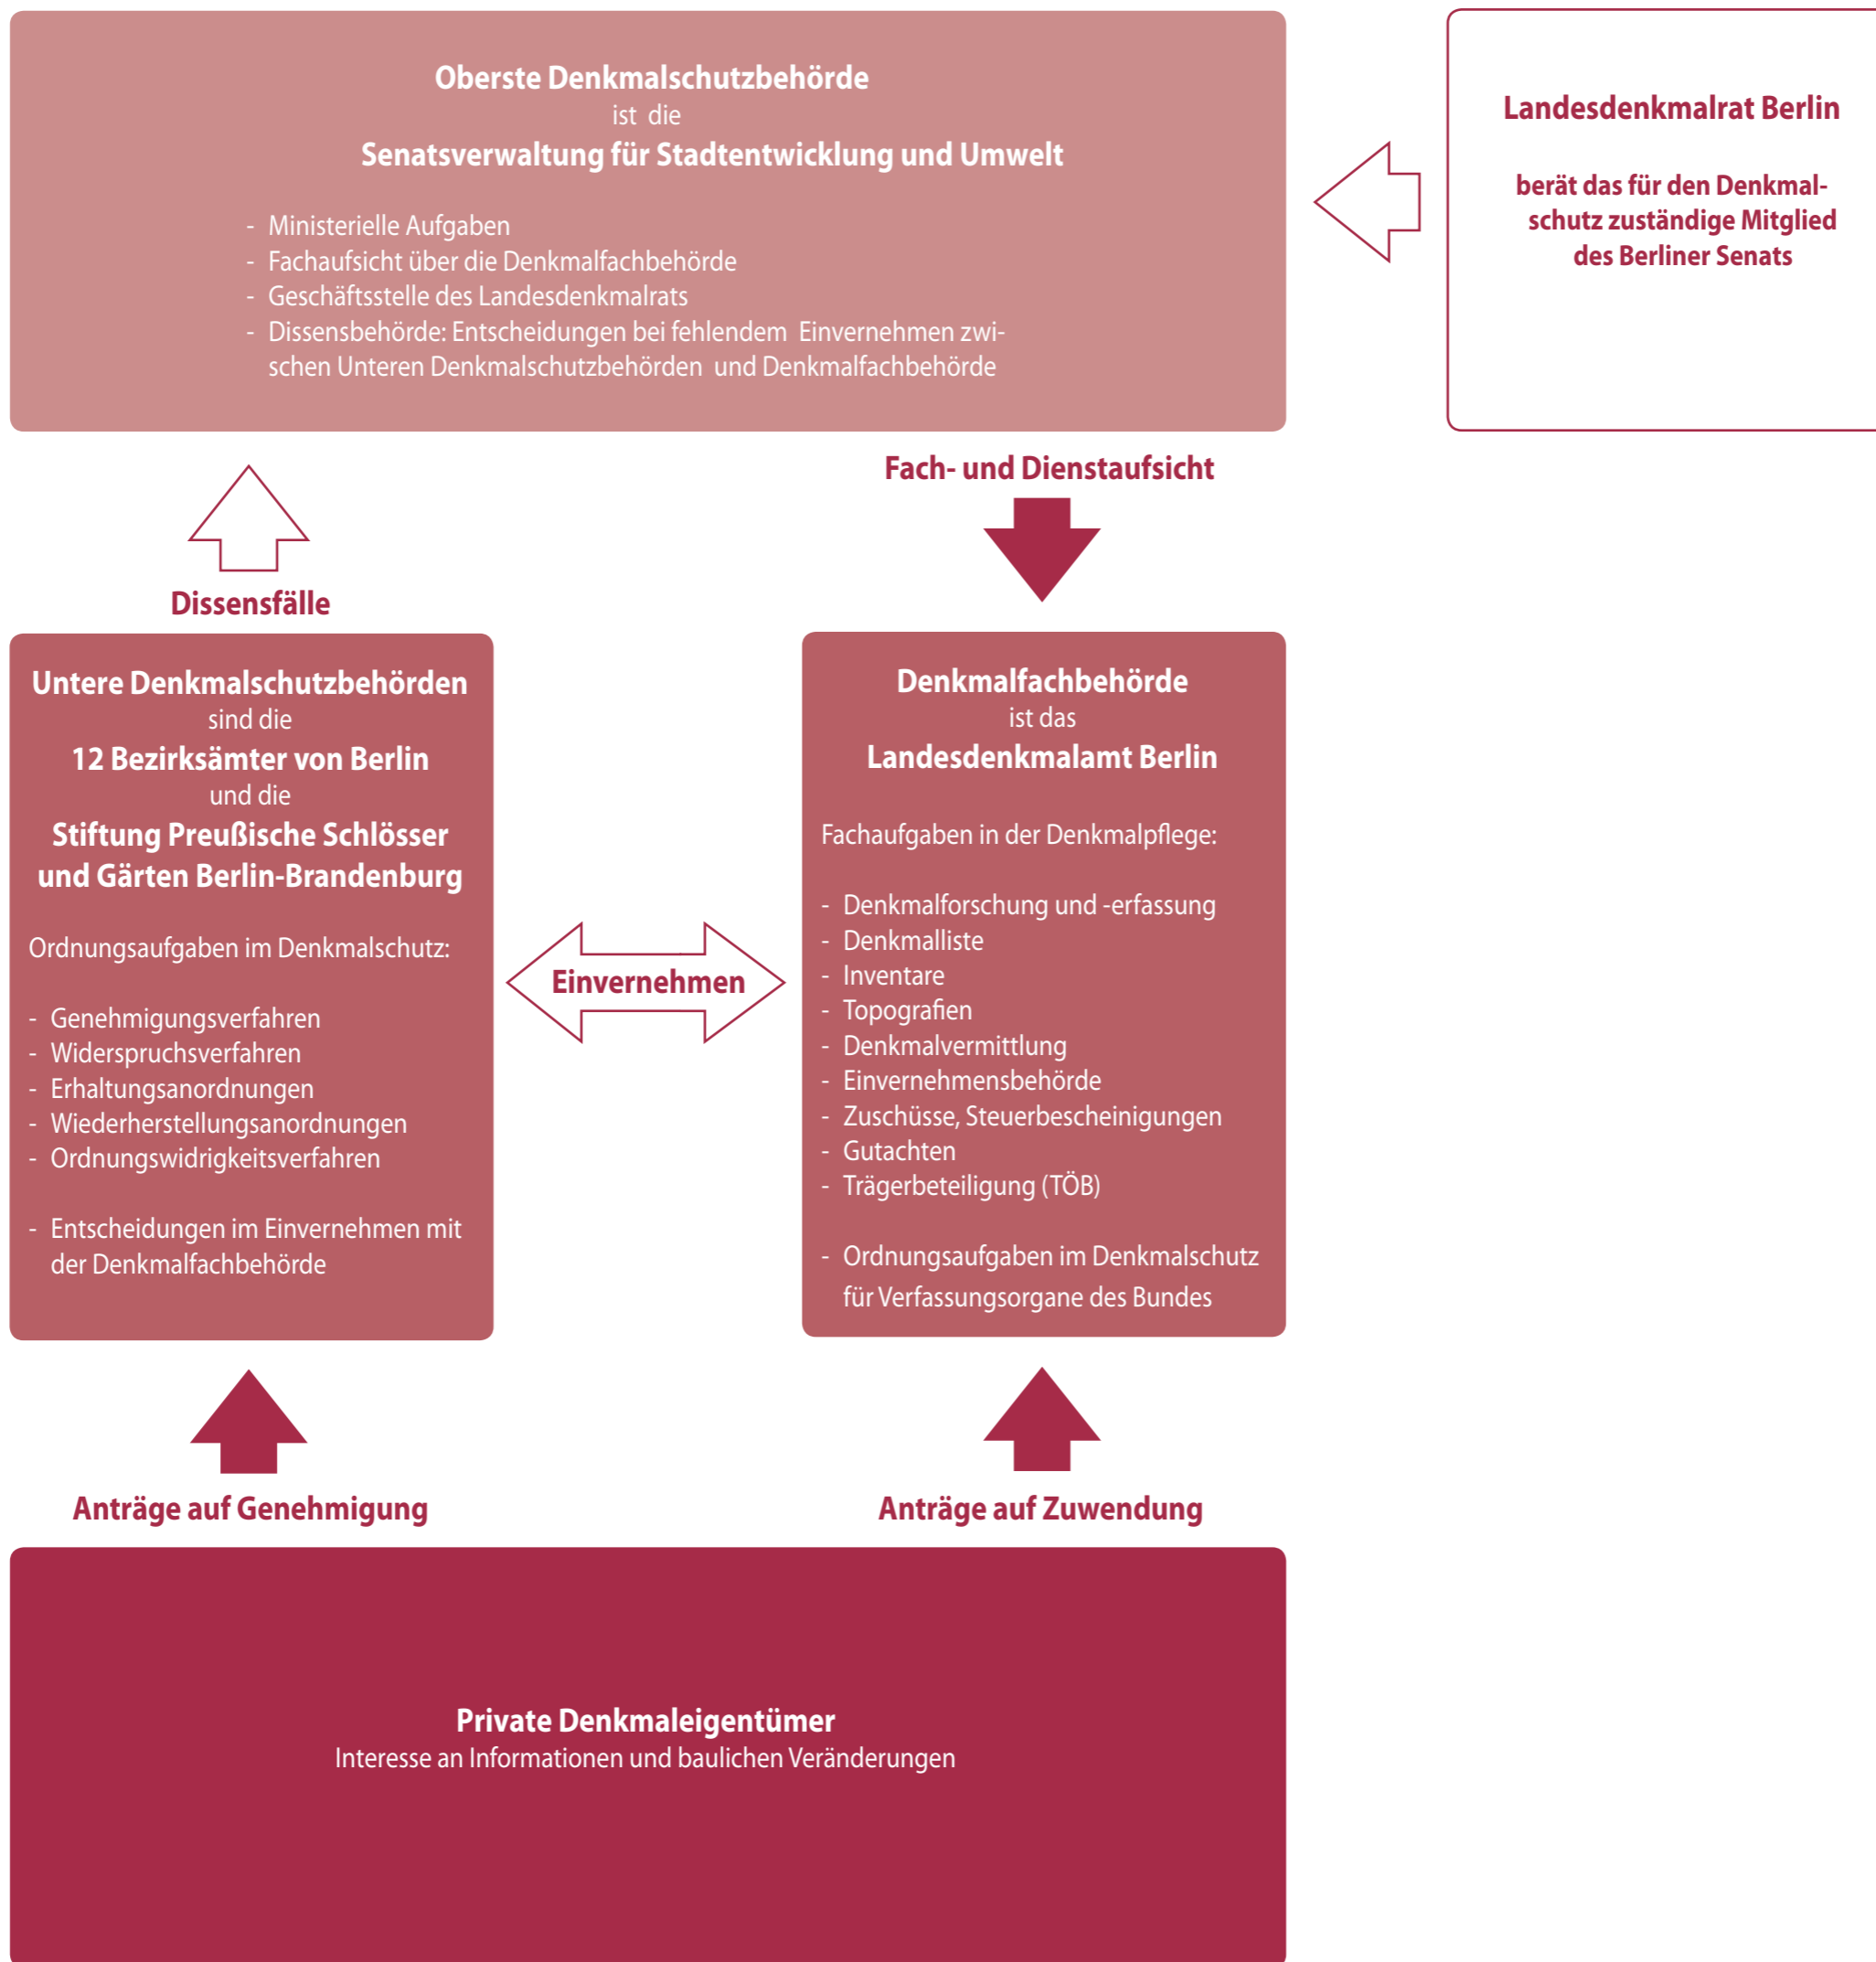 Oberste Denkmalschutzbehörde
ist die
Senatsverwaltung für Stadtentwicklung und Umwelt
- Ministerielle Aufgaben
- Fachaufsicht über die Denkmalfachbehörde
- Geschäftsstelle des Landesdenkmalrats
- Dissensbehörde: Entscheidungen bei fehlendem Einvernehmen zwi-
schen Unteren Denkmalschutzbehörden und Denkmalfachbehörde
Landesdenkmalrat Berlin
berät das für den Denkmal-
schutz zuständige Mitglied
des Berliner Senats
Fach- und Dienstaufsicht
Dissensfälle
Untere Denkmalschutzbehörden
sind die
12 Bezirksämter von Berlin
und die
Stiftung Preußische Schlösser
und Gärten Berlin-Brandenburg
Ordnungsaufgaben im Denkmalschutz:
- Genehmigungsverfahren
- Widerspruchsverfahren
- Erhaltungsanordnungen
- Wiederherstellungsanordnungen
- Ordnungswidrigkeitsverfahren
- Entscheidungen im Einvernehmen mit
der Denkmalfachbehörde
Einvernehmen
Denkmalfachbehörde
ist das
Landesdenkmalamt Berlin
Fachaufgaben in der Denkmalpflege:
- Denkmalforschung und -erfassung
- Denkmalliste
- Inventare
- Topografien
- Denkmalvermittlung
- Einvernehmensbehörde
- Zuschüsse, Steuerbescheinigungen
- Gutachten
- Trägerbeteiligung (TÖB)
- Ordnungsaufgaben im Denkmalschutz
für Verfassungsorgane des Bundes
Anträge auf Genehmigung
Anträge auf Zuwendung
Private Denkmaleigentümer
Interesse an Informationen und baulichen Veränderungen